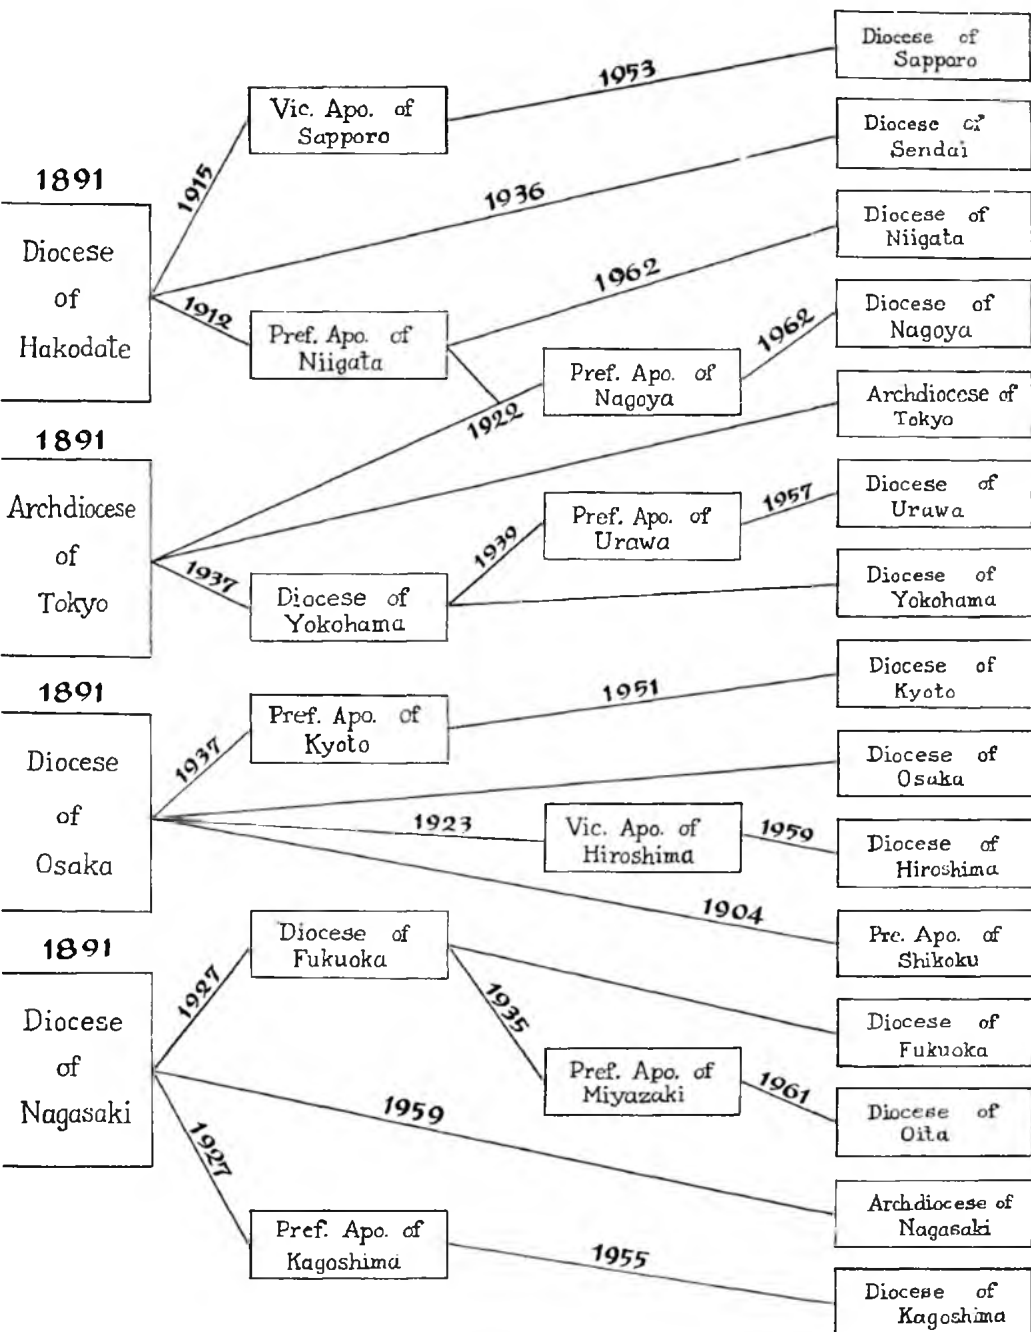 1891
Diocese
of
Hakodate
1891
Archdiocese
of
Tokyo
1891
Diocese
of
Osaka
1891
Diocese
of
Nagasaki
1915
Vic. Apo. of
Sapporo
1953
1936
1912
Pref. Apo. of
Niigata
1962
1922
Pref. Apo. of
Nagoya
1962
1937
Diocese of
Yokohama
1939
Pref. Apo. of
Urawa
1957
1937
Pref. Apo. of
Kyoto
1951
1923
Vic. Apo. of
Hiroshima
1959
1904
1927
Diocese of
Fukuoka
1935
Pref. Apo. of
Miyazaki
1961
1959
1927
Pref. Apo. of
Kagoshima
1955
Diocese of
Sapporo
Diocese of
Sendai
Diocese of
Niigata
Diocese of
Nagoya
Archdiocese of
Tokyo
Diocese of
Urawa
Diocese of
Yokohama
Diocese of
Kyoto
Diocese of
Osaka
Diocese of
Hiroshima
Pre. Apo. of
Shikoku
Diocese of
Fukuoka
Diocese of
Oita
Archdiocese of
Nagasaki
Diocese of
Kagoshima